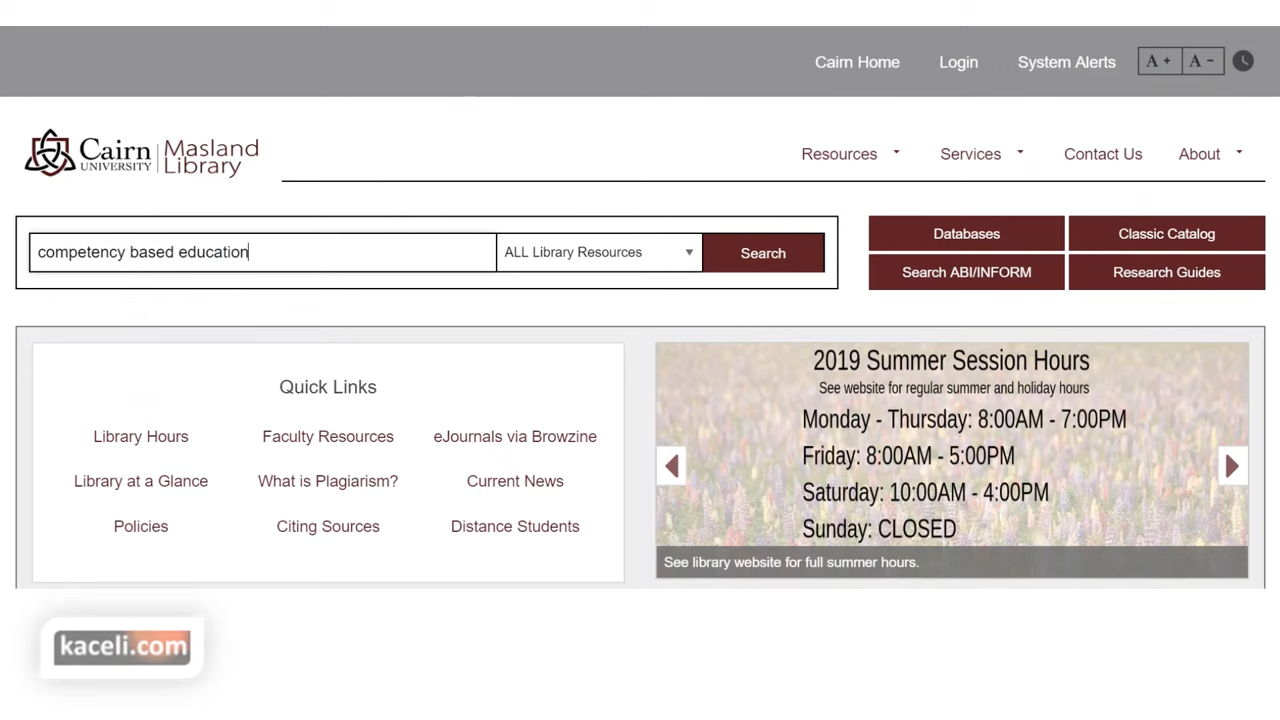 Cairn Home Login System Alerts A + A -
Cairn UNIVERSITY Masland Library
Resources Services Contact Us About
competency based education ALL Library Resources Search
Databases Classic Catalog
Search ABI/INFORM Research Guides
Quick Links
Library Hours Faculty Resources eJournals via Browzine
Library at a Glance What is Plagiarism? Current News
Policies Citing Sources Distance Students
2019 Summer Session Hours
See website for regular summer and holiday hours
Monday - Thursday: 8:00AM - 7:00PM
Friday: 8:00AM - 5:00PM
Saturday: 10:00AM - 4:00PM
Sunday: CLOSED
See library website for full summer hours.
kaceli.com